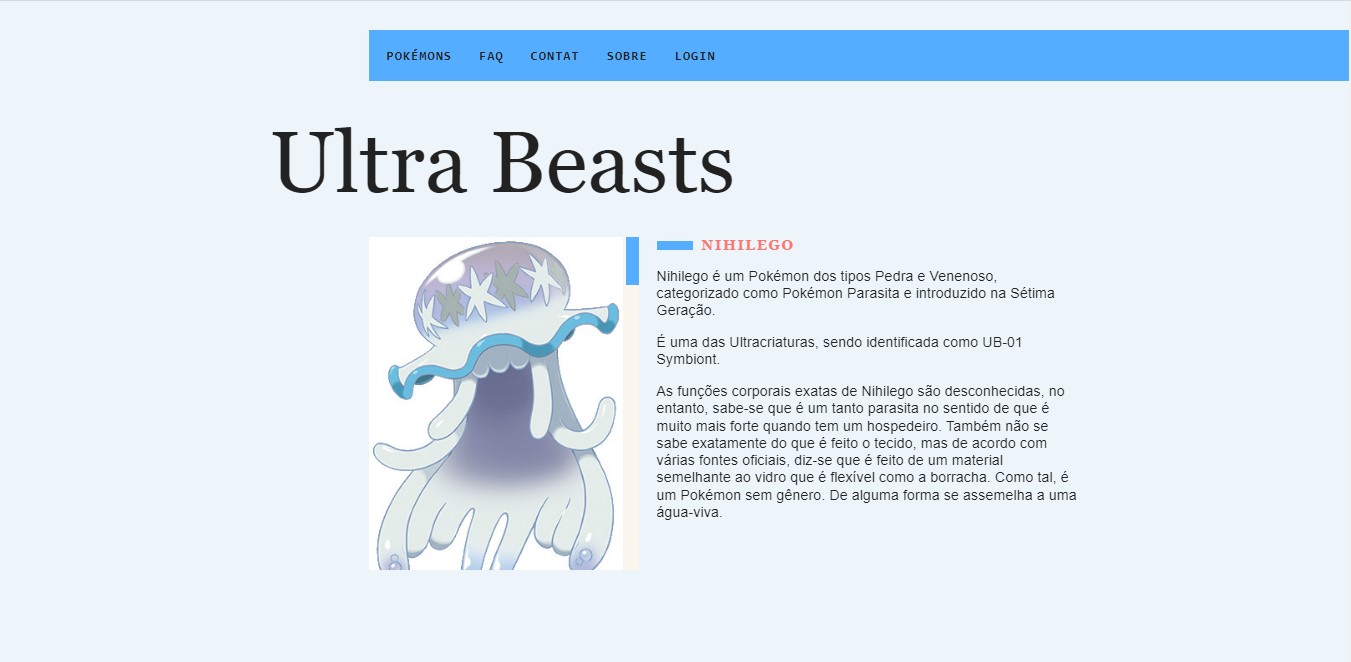 POKÉMONS FAQ CONTAT SOBRE LOGIN
Ultra Beasts
NIHILEGO
Nihilego é um Pokémon dos tipos Pedra e Venenoso,
categorizado como Pokémon Parasita e introduzido na Sétima
Geração.
É uma das Ultracriaturas, sendo identificada como UB-01
Symbiont.
As funções corporais exatas de Nihilego são desconhecidas, no
entanto, sabe-se que é um tanto parasita no sentido de que é
muito mais forte quando tem um hospedeiro. Também não se
sabe exatamente do que é feito o tecido, mas de acordo com
várias fontes oficiais, diz-se que é feito de um material
semelhante ao vidro que é flexível como a borracha. Como tal, é
um Pokémon sem gênero. De alguma forma se assemelha a uma
água-viva.